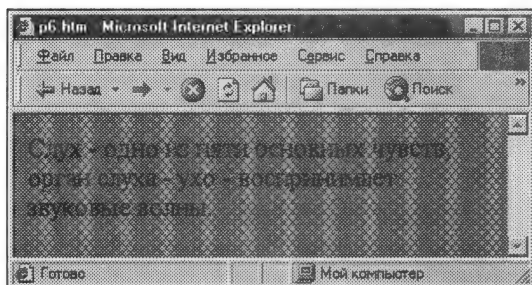 p6.htm Microsoft Internet Explorer
Файл Правка Вид Избранное Сервис Справка
Назад Папки Поиск »
Слух - одно из пяти основных чувств,
орган слуха - ухо - воспринимает
звуковые волны.
Готово Мой компьютер